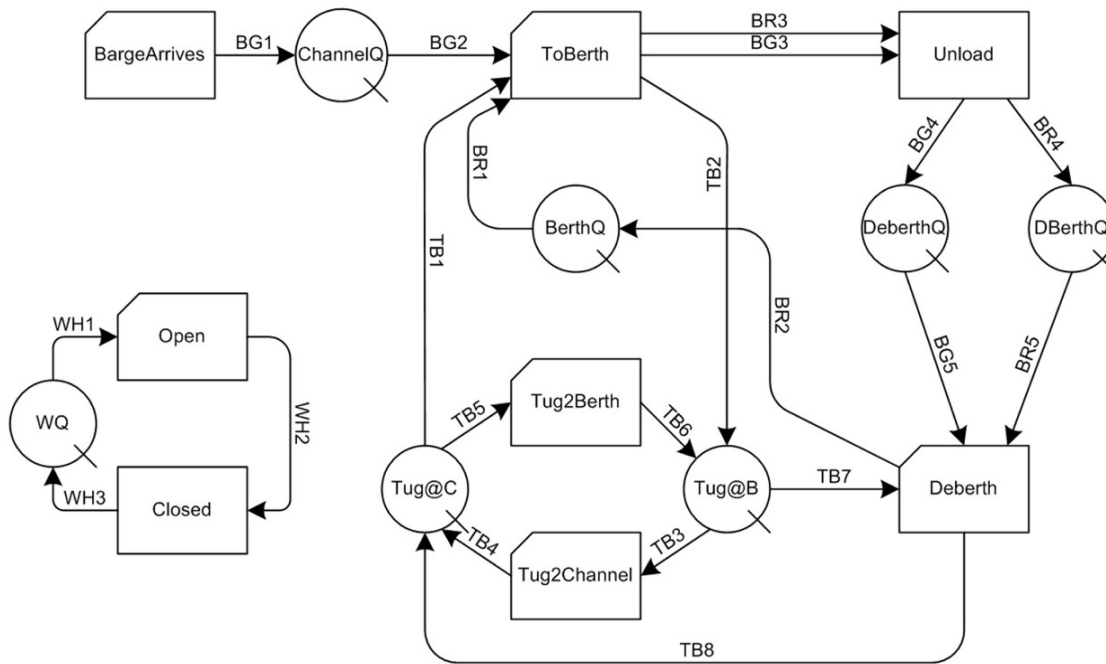 BargeArrives
BG1
ChannelQ
BG2
ToBerth
BR3
BG3
Unload
BG4
BR4
BR1
TB2
BerthQ
DeberthQ
DBerthQ
TB1
BR2
BG5
BR5
WH1
Open
WQ
WH2
WH3
Closed
Tug2Berth
TB5
TB6
Tug@C
Tug@B
TB7
Deberth
TB4
TB3
Tug2Channel
TB8